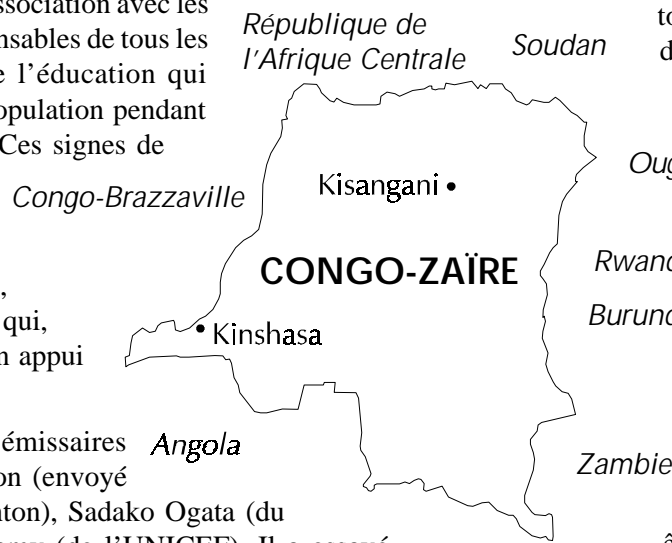 ssociation avec les
nsables de tous les
e l'éducation qui
opulation pendant
Ces signes de
,
qui,
n appui
émissaires
on (envoyé
nton), Sadako Ogata (du
République de
l'Afrique Centrale
Soudan
Congo-Brazzaville
Kisangani
CONGO-ZAÏRE
Kinshasa
Angola
Oug
Rwand
Burund
Zambie
to
d